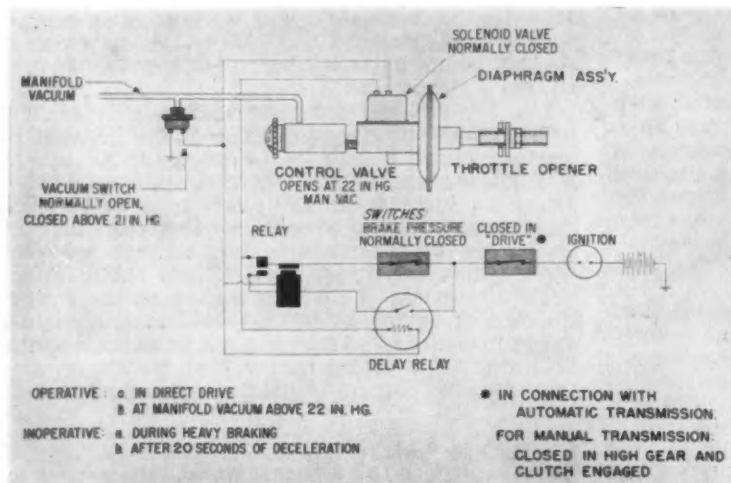 SOLENOID VALVE
NORMALLY CLOSED
MANIFOLD
VACUUM
DIAPHRAGM ASS'Y.
CONTROL VALVE
OPENS AT 22 IN HG.
MAN. VAC.
THROTTLE OPENER
VACUUM SWITCH
NORMALLY OPEN,
CLOSED ABOVE 21 IN. HG
RELAY
SWITCHES
BRAKE PRESSURE
NORMALLY CLOSED
CLOSED IN
"DRIVE" *
IGNITION
DELAY RELAY
OPERATIVE: a. IN DIRECT DRIVE
b. AT MANIFOLD VACUUM ABOVE 22 IN. HG.
INOPERATIVE: a. DURING HEAVY BRAKING
b. AFTER 20 SECONDS OF DECELERATION
* IN CONNECTION WITH
AUTOMATIC TRANSMISSION.
FOR MANUAL TRANSMISSION:
CLOSED IN HIGH GEAR AND
CLUTCH ENGAGED